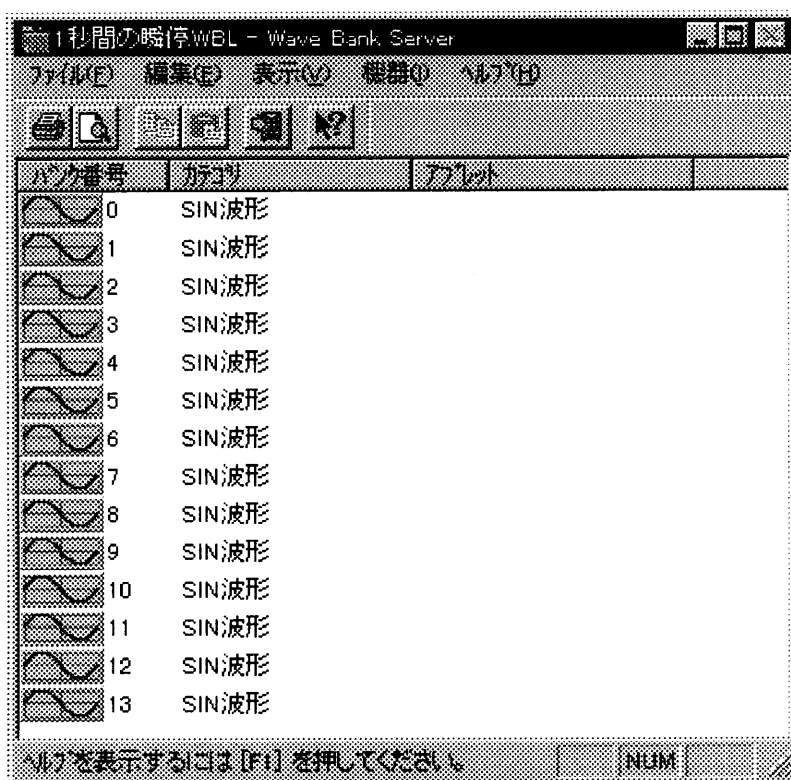 1秒間の瞬停.WBL - Wave Bank Server
ファイル(F) 編集(E) 表示(V) 機器(I) ヘルプ(H)
バンク番号 カテゴリ アプレット
0 SIN波形
1 SIN波形
2 SIN波形
3 SIN波形
4 SIN波形
5 SIN波形
6 SIN波形
7 SIN波形
8 SIN波形
9 SIN波形
10 SIN波形
11 SIN波形
12 SIN波形
13 SIN波形
ヘルプを表示するには [F1] を押してください。 NUM